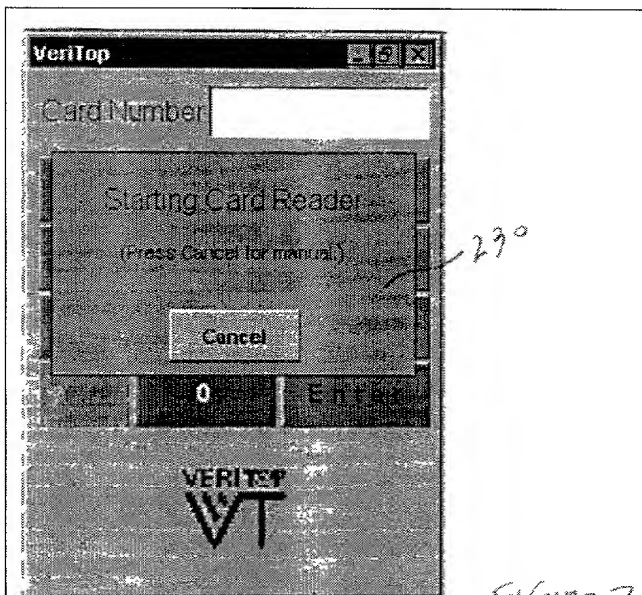 VeriTop
Card Number
Starting Card Reader
(Press Cancel for manual.)
230
Cancel
0 Enter
VERITOP
VT